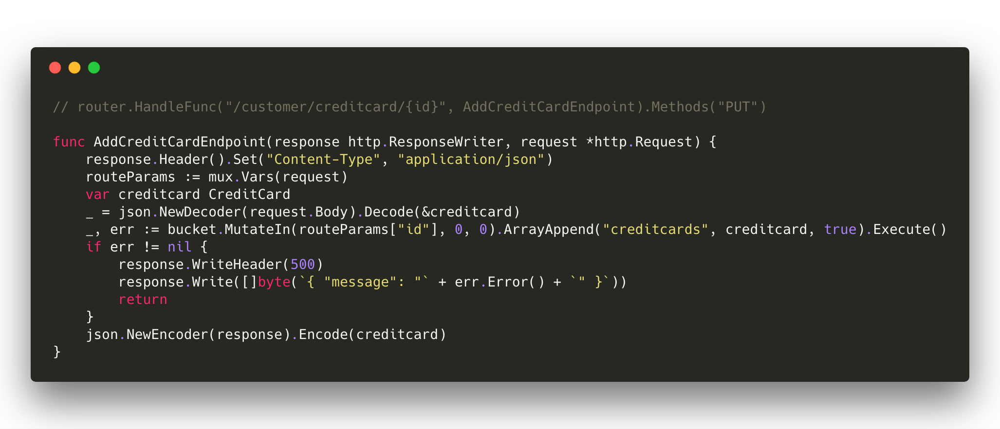 // router.HandleFunc("/customer/creditcard/{id}", AddCreditCardEndpoint).Methods("PUT")

func AddCreditCardEndpoint(response http.ResponseWriter, request *http.Request) {
    response.Header().Set("Content-Type", "application/json")
    routeParams := mux.Vars(request)
    var creditcard CreditCard
    _ = json.NewDecoder(request.Body).Decode(&creditcard)
    _, err := bucket.MutateIn(routeParams["id"], 0, 0).ArrayAppend("creditcards", creditcard, true).Execute()
    if err != nil {
        response.WriteHeader(500)
        response.Write([]byte(`{ "message": "` + err.Error() + `" }`))
        return
    }
    json.NewEncoder(response).Encode(creditcard)
}